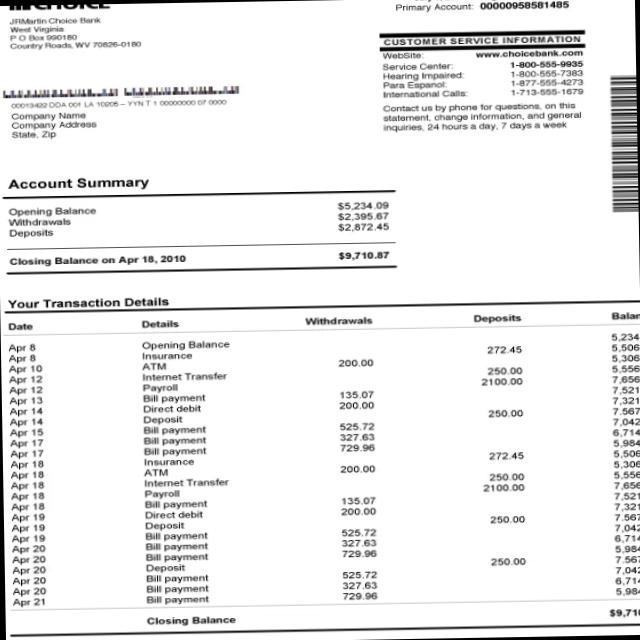 CHOICE
JRMartin Choice Bank
West Virginia
P O Box 990180
Country Roads, WV 70826-0180
Primary Account: 00000958581485
CUSTOMER SERVICE INFORMATION
WebSite: www.choicebank.com
Service Center: 1-800-555-9935
Hearing Impaired: 1-800-555-7383
Para Espanol: 1-877-555-4273
International Calls: 1-713-555-1679
Contact us by phone for questions, on this
statement, change information, and general
inquiries, 24 hours a day, 7 days a week
00013422 DDA 001 LA 10205 – YYN T 1 00000000 07 0000
Company Name
Company Address
State, Zip
Account Summary
Opening Balance $5,234.09
Withdrawals $2,395.67
Deposits $2,872.45
Closing Balance on Apr 18, 2010 $9,710.87
Your Transaction Details
Date Details Withdrawals Deposits Balan
Apr 8 Opening Balance 5,234
Apr 8 Insurance 272.45 5,506
Apr 10 ATM 200.00 5,306
Apr 12 Internet Transfer 250.00 5,556
Apr 12 Payroll 2100.00 7,656
Apr 13 Bill payment 135.07 7,521
Apr 14 Direct debit 200.00 7,321
Apr 14 Deposit 250.00 7.567
Apr 15 Bill payment 525.72 7,042
Apr 17 Bill payment 327.63 6,714
Apr 17 Bill payment 729.96 5,984
Apr 18 Insurance 272.45 5,506
Apr 18 ATM 200.00 5,306
Apr 18 Internet Transfer 250.00 5,556
Apr 18 Payroll 2100.00 7,656
Apr 18 Bill payment 135.07 7,521
Apr 19 Direct debit 200.00 7,321
Apr 19 Deposit 250.00 7.567
Apr 19 Bill payment 525.72 7,042
Apr 20 Bill payment 327.63 6,714
Apr 20 Bill payment 729.96 5,984
Apr 20 Deposit 250.00 7.567
Apr 20 Bill payment 525.72 7,042
Apr 20 Bill payment 327.63 6,714
Apr 21 Bill payment 729.96 5,984
Closing Balance $9,710